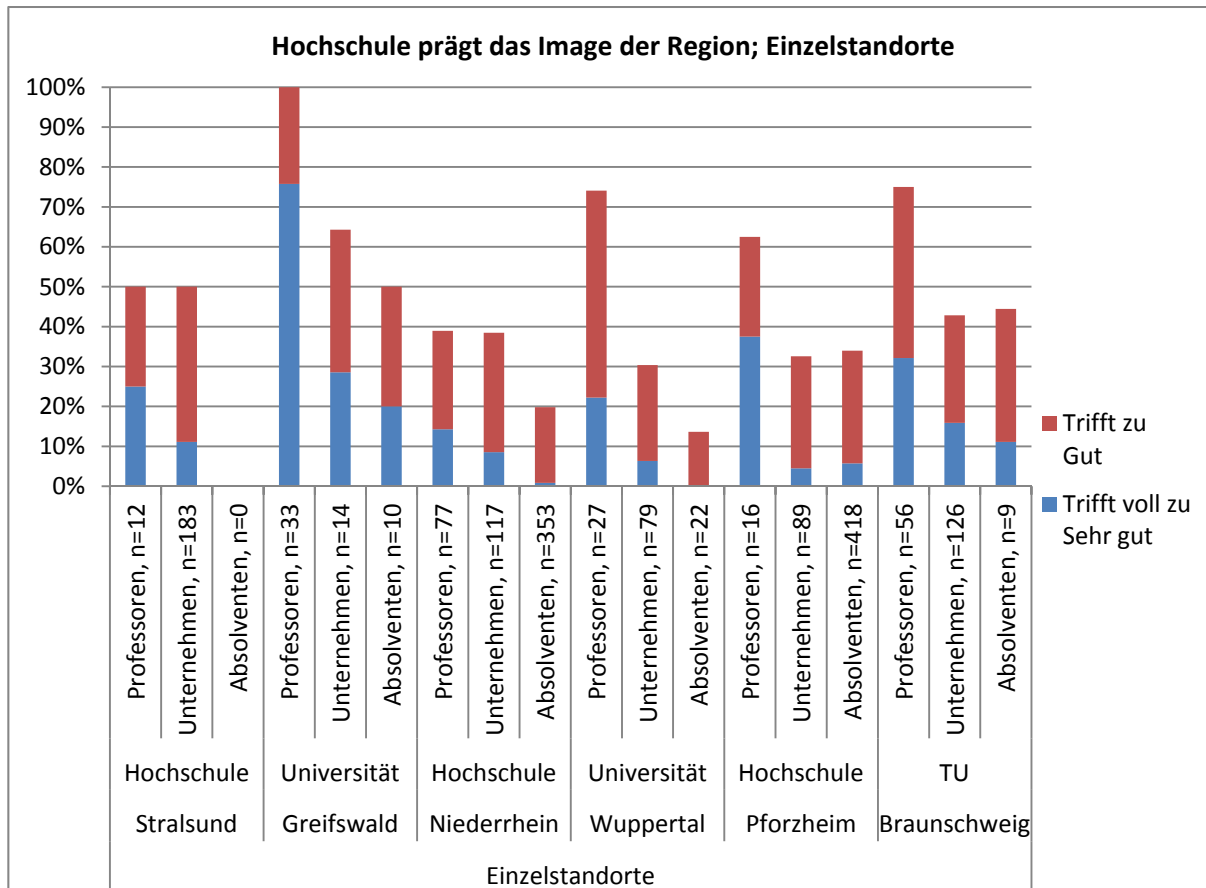 Hochschule prägt das Image der Region; Einzelstandorte
100%
90%
80%
70%
60%
50%
40%
30%
20%
10%
0%
Professoren, n=12
Unternehmen, n=183
Absolventen, n=0
Professoren, n=33
Unternehmen, n=14
Absolventen, n=10
Professoren, n=77
Unternehmen, n=117
Absolventen, n=353
Professoren, n=27
Unternehmen, n=79
Absolventen, n=22
Professoren, n=16
Unternehmen, n=89
Absolventen, n=418
Professoren, n=56
Unternehmen, n=126
Absolventen, n=9
Hochschule
Stralsund
Universität
Greifswald
Hochschule
Niederrhein
Universität
Wuppertal
Hochschule
Pforzheim
TU
Braunschweig
Einzelstandorte
Trifft zu
Gut
Trifft voll zu
Sehr gut